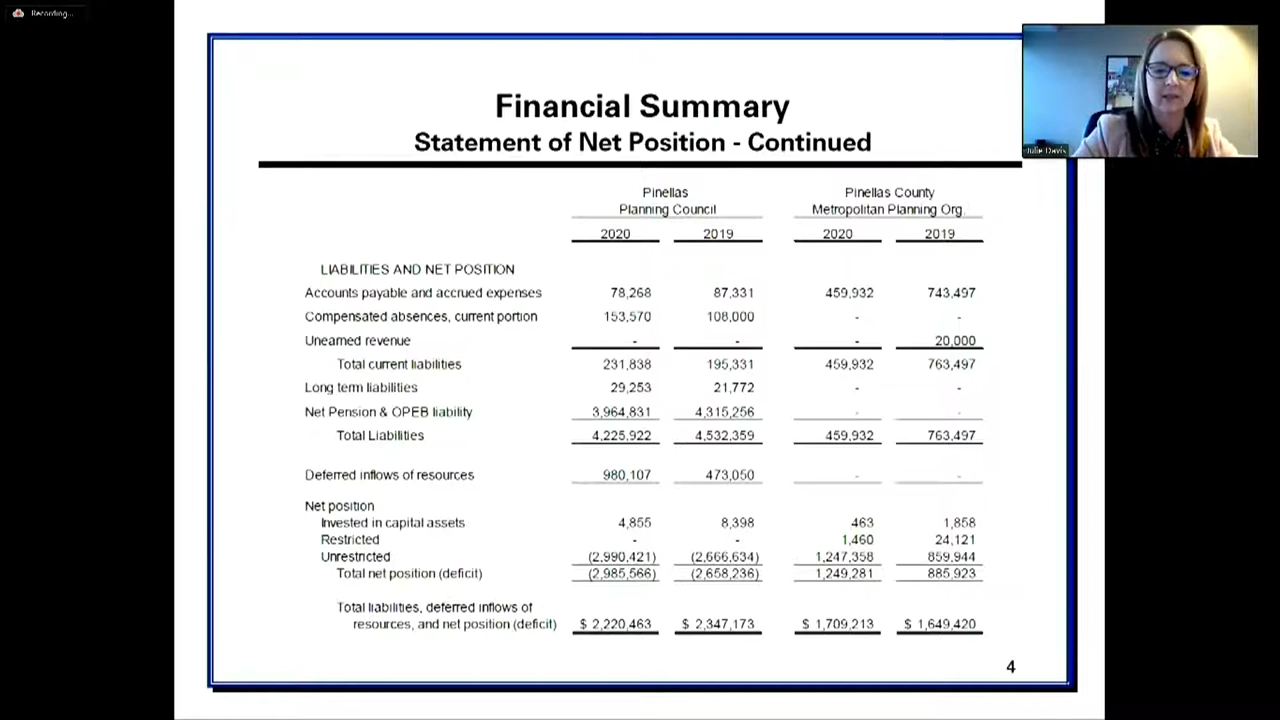 Recording...
Financial Summary
Statement of Net Position - Continued
Julie Davis
Pinellas Pinellas County
Planning Council Metropolitan Planning Org
2020 2019 2020 2019
LIABILITIES AND NET POSITION
Accounts payable and accrued expenses 78,268 87,331 459,932 743,497
Compensated absences, current portion 153,570 108,000 - -
Unearned revenue - - - 20,000
Total current liabilities 231,838 195,331 459,932 763,497
Long term liabilities 29,253 21,772 - -
Net Pension & OPEB liability 3,964,831 4,315,256 - -
Total Liabilities 4,225,922 4,532,359 459,932 763,497
Deferred inflows of resources 980,107 473,050 - -
Net position
Invested in capital assets 4,855 8,398 463 1,858
Restricted - - 1,460 24,121
Unrestricted (2,990,421) (2,666,634) 1,247,358 859,944
Total net position (deficit) (2,985,566) (2,658,236) 1,249,281 885,923
Total liabilities, deferred inflows of
resources, and net position (deficit) $ 2,220,463 $ 2,347,173 $ 1,709,213 $ 1,649,420
4